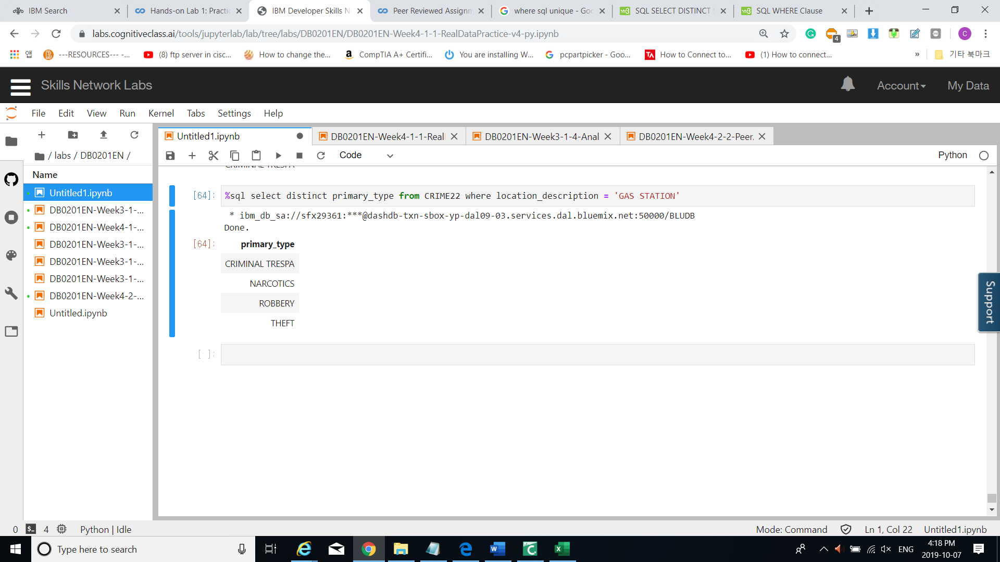 IBM Search
Hands-on Lab 1: Practic
IBM Developer Skills N
Peer Reviewed Assignm
where sql unique - Goo
SQL SELECT DISTINCT S
SQL WHERE Clause
labs.cognitiveclass.ai/tools/jupyterlab/lab/tree/labs/DB0201EN/DB0201EN-Week4-1-1-RealDataPractice-v4-py.ipynb
4
C
앱
---RESOURCES--- -...
(8) ftp server in cisc...
How to change the...
CompTIA A+ Certifi...
You are installing W...
pcpartpicker - Goo...
How to Connect to...
(1) How to connect...
»
기타 북마크
Skills Network Labs
Account
My Data
File Edit View Run Kernel Tabs Settings Help
/ labs / DB0201EN /
Name
Untitled1.ipynb
DB0201EN-Week3-1-...
DB0201EN-Week4-1-...
DB0201EN-Week3-1-...
DB0201EN-Week3-1-...
DB0201EN-Week3-1-...
DB0201EN-Week4-2-...
Untitled.ipynb
Untitled1.ipynb
DB0201EN-Week4-1-1-Real
DB0201EN-Week3-1-4-Anal
DB0201EN-Week4-2-2-Peer.
Code
Python
CRIMINAL TRESPA
[64]: %sql select distinct primary_type from CRIME22 where location_description = 'GAS STATION'
* ibm_db_sa://sfx29361:***@dashdb-txn-sbox-yp-dal09-03.services.dal.bluemix.net:50000/BLUDB
Done.
[64]: primary_type
CRIMINAL TRESPA
NARCOTICS
ROBBERY
THEFT
[ ]:
Support
0 $_ 4 Python | Idle
Mode: Command Ln 1, Col 22 Untitled1.ipynb
Type here to search
ENG
4:18 PM
2019-10-07